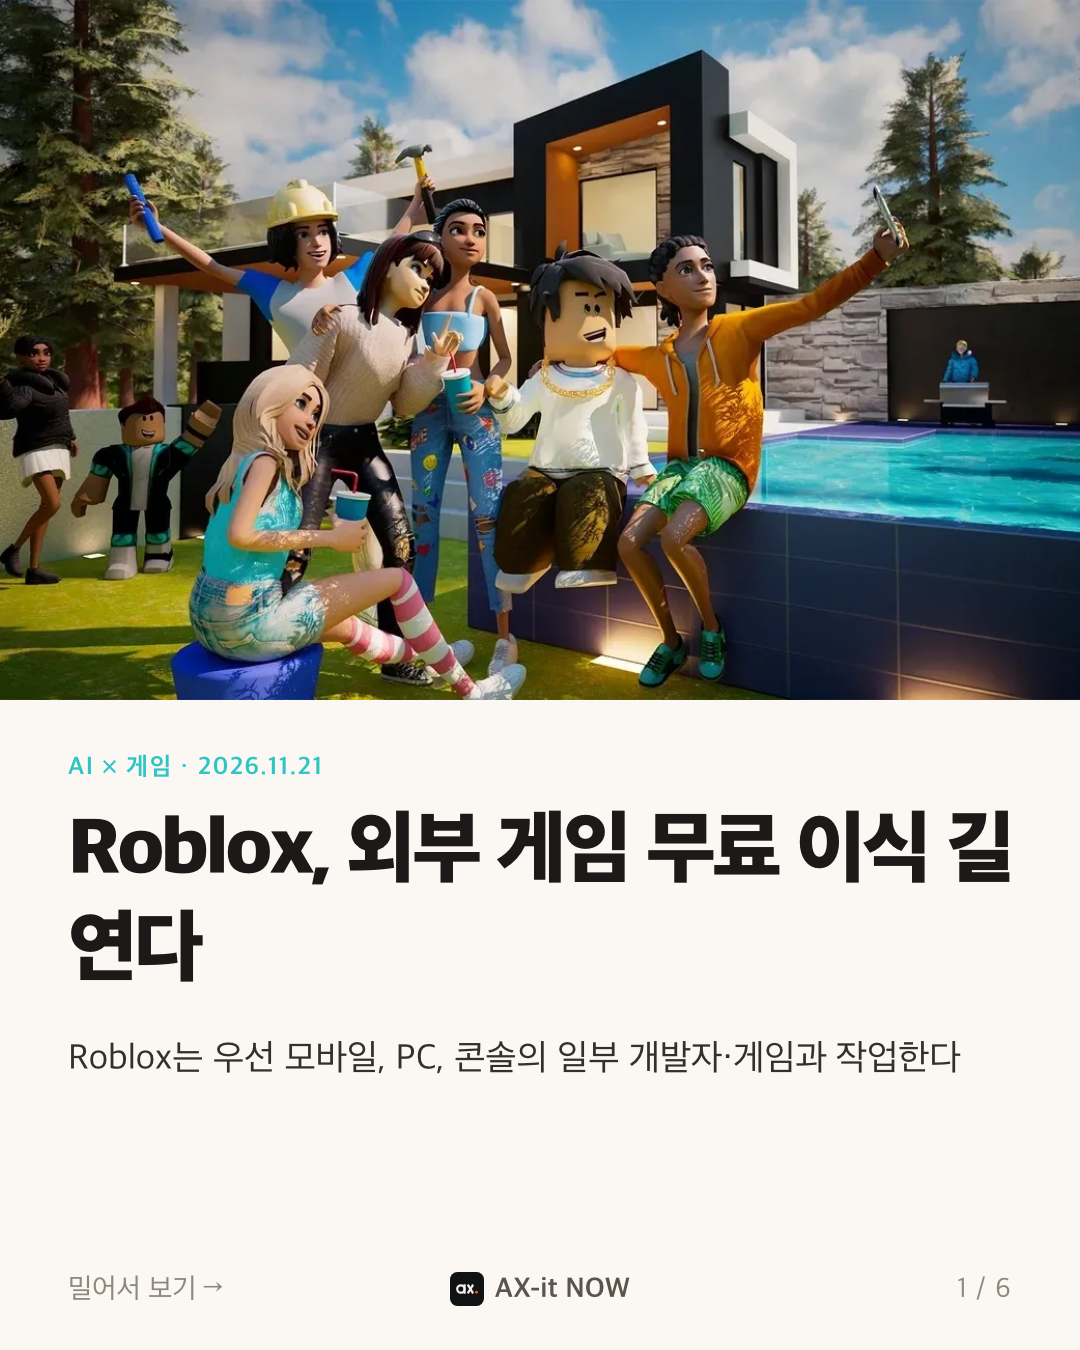 AI × 게임 · 2026.11.21
Roblox, 외부 게임 무료 이식 길
연다
Roblox는 우선 모바일, PC, 콘솔의 일부 개발자·게임과 작업한다
밀어서 보기 →
ax. AX-it NOW
1 / 6